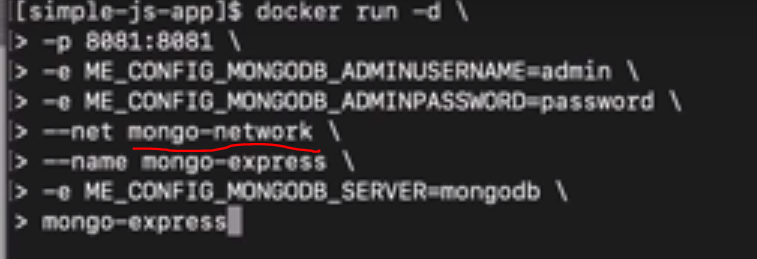 [simple-js-app]$ docker run -d \
> -p 8081:8081 \
> -e ME_CONFIG_MONGODB_ADMINUSERNAME=admin \
> -e ME_CONFIG_MONGODB_ADMINPASSWORD=password \
> --net mongo-network \
> --name mongo-express \
> -e ME_CONFIG_MONGODB_SERVER=mongodb \
> mongo-express